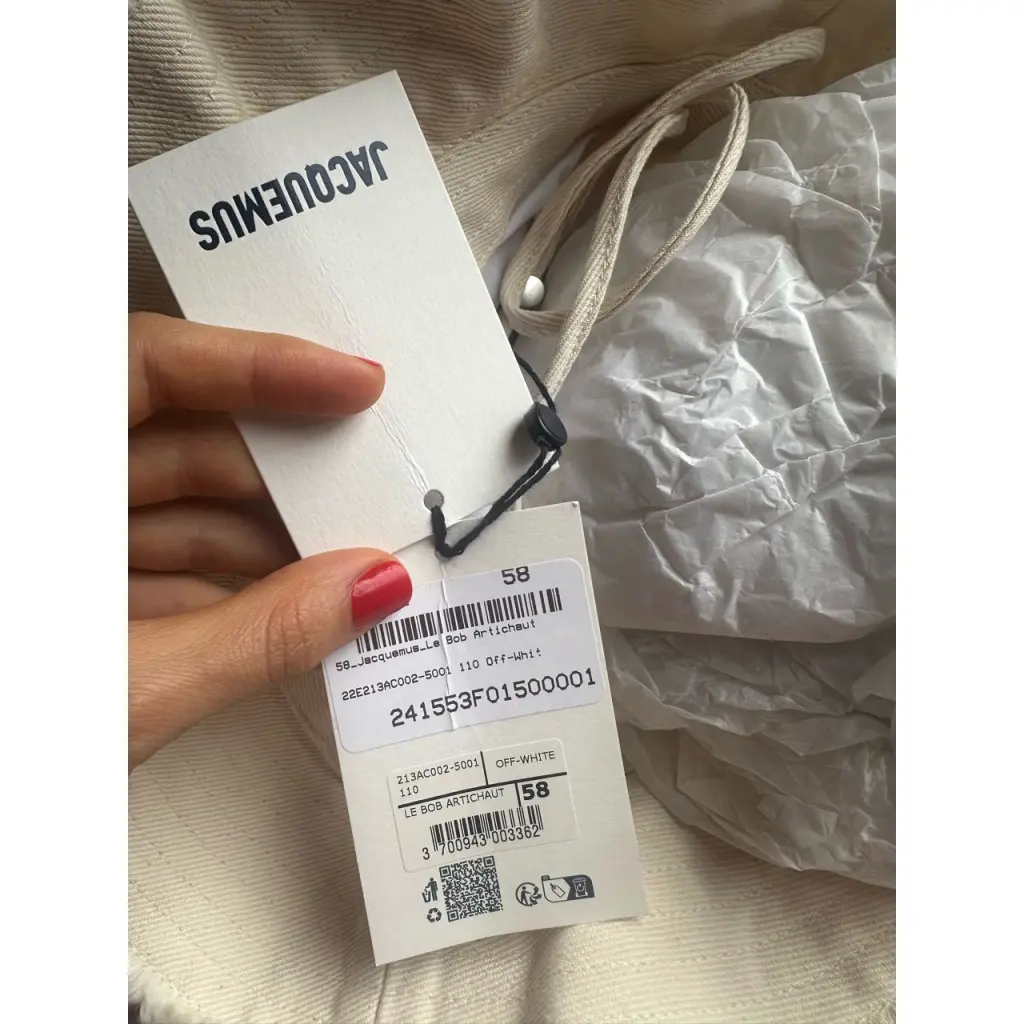 JACQUEMUS
58
58_Jacquemus_Le Bob Artichaut
22E213AC002-5001 110 Off-Whit
241553F01500001
213AC002-5001
110
OFF-WHITE
LE BOB ARTICHAUT
58
3 700943 003362